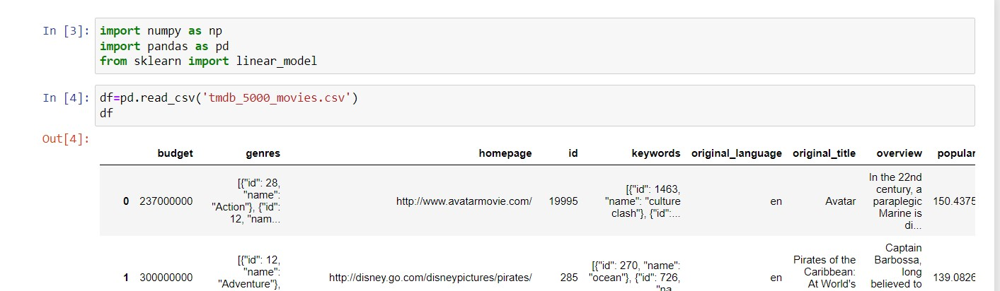 In [3]: import numpy as np
import pandas as pd
from sklearn import linear_model
In [4]: df=pd.read_csv('tmdb_5000_movies.csv')
df
Out[4]:
budget genres homepage id keywords original_language original_title overview popular
[{"id": 28,
"name":
"Action"}, {"id":
12, "nam...
0 237000000
http://www.avatarmovie.com/ 19995
[{"id": 1463,
"name": "culture
clash"}, {"id":...
en Avatar
In the 22nd
century, a
paraplegic
Marine is
di...
150.4375
[{"id": 12,
"name":
"Adventure"},
1 300000000
http://disney.go.com/disneypictures/pirates/ 285
[{"id": 270, "name":
"ocean"}, {"id": 726,
"na...
en
Pirates of the
Caribbean:
At World's
Captain
Barbossa,
long
believed to
139.0826